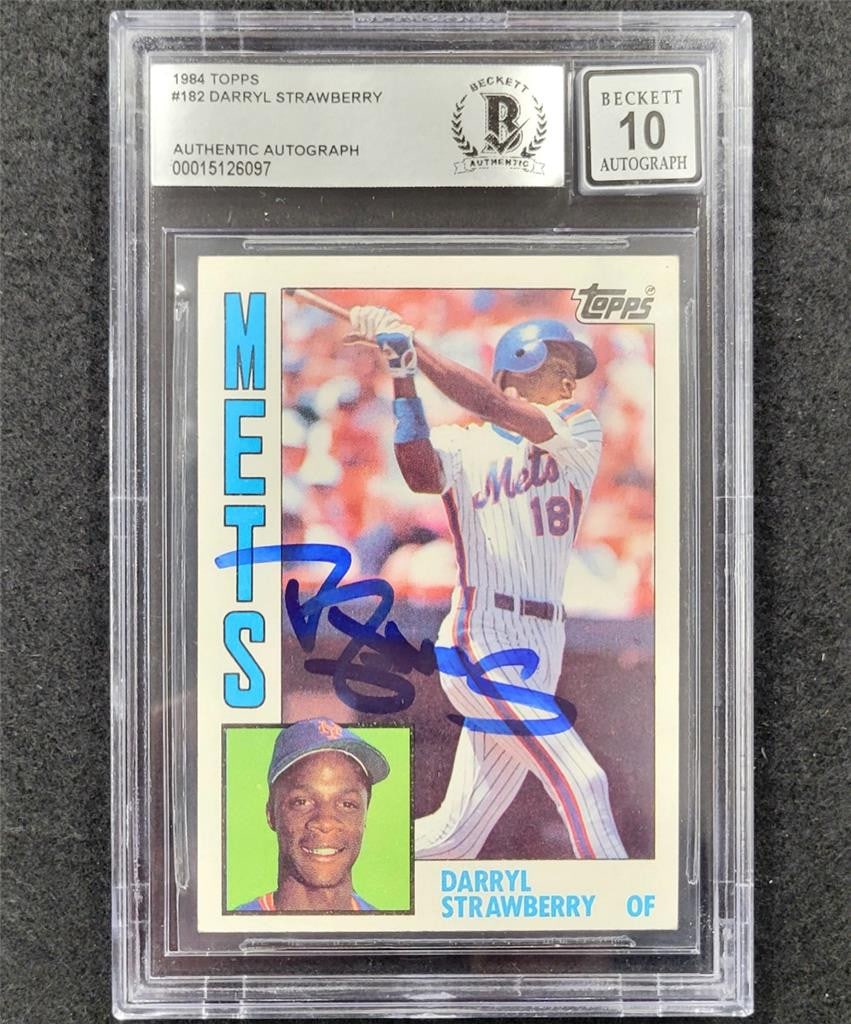 1984 TOPPS
#182 DARRYL STRAWBERRY
AUTHENTIC AUTOGRAPH
00015126097
BECKETT
B
AUTHENTIC
BECKETT
10
AUTOGRAPH
METS
TOPPS
Mets
18
NY
DARRYL
STRAWBERRY OF